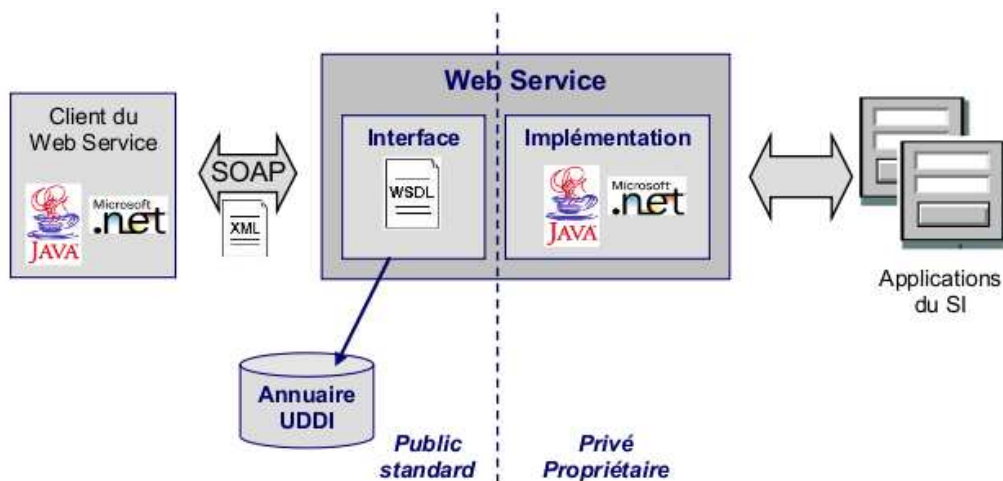 Web Service
Client du
Web Service
JAVA
Microsoft
.net
SOAP
XML
Interface
WSDL
Implémentation
JAVA
Microsoft
.net
Applications
du SI
Annuaire
UDDI
Public
standard
Privé
Propriétaire